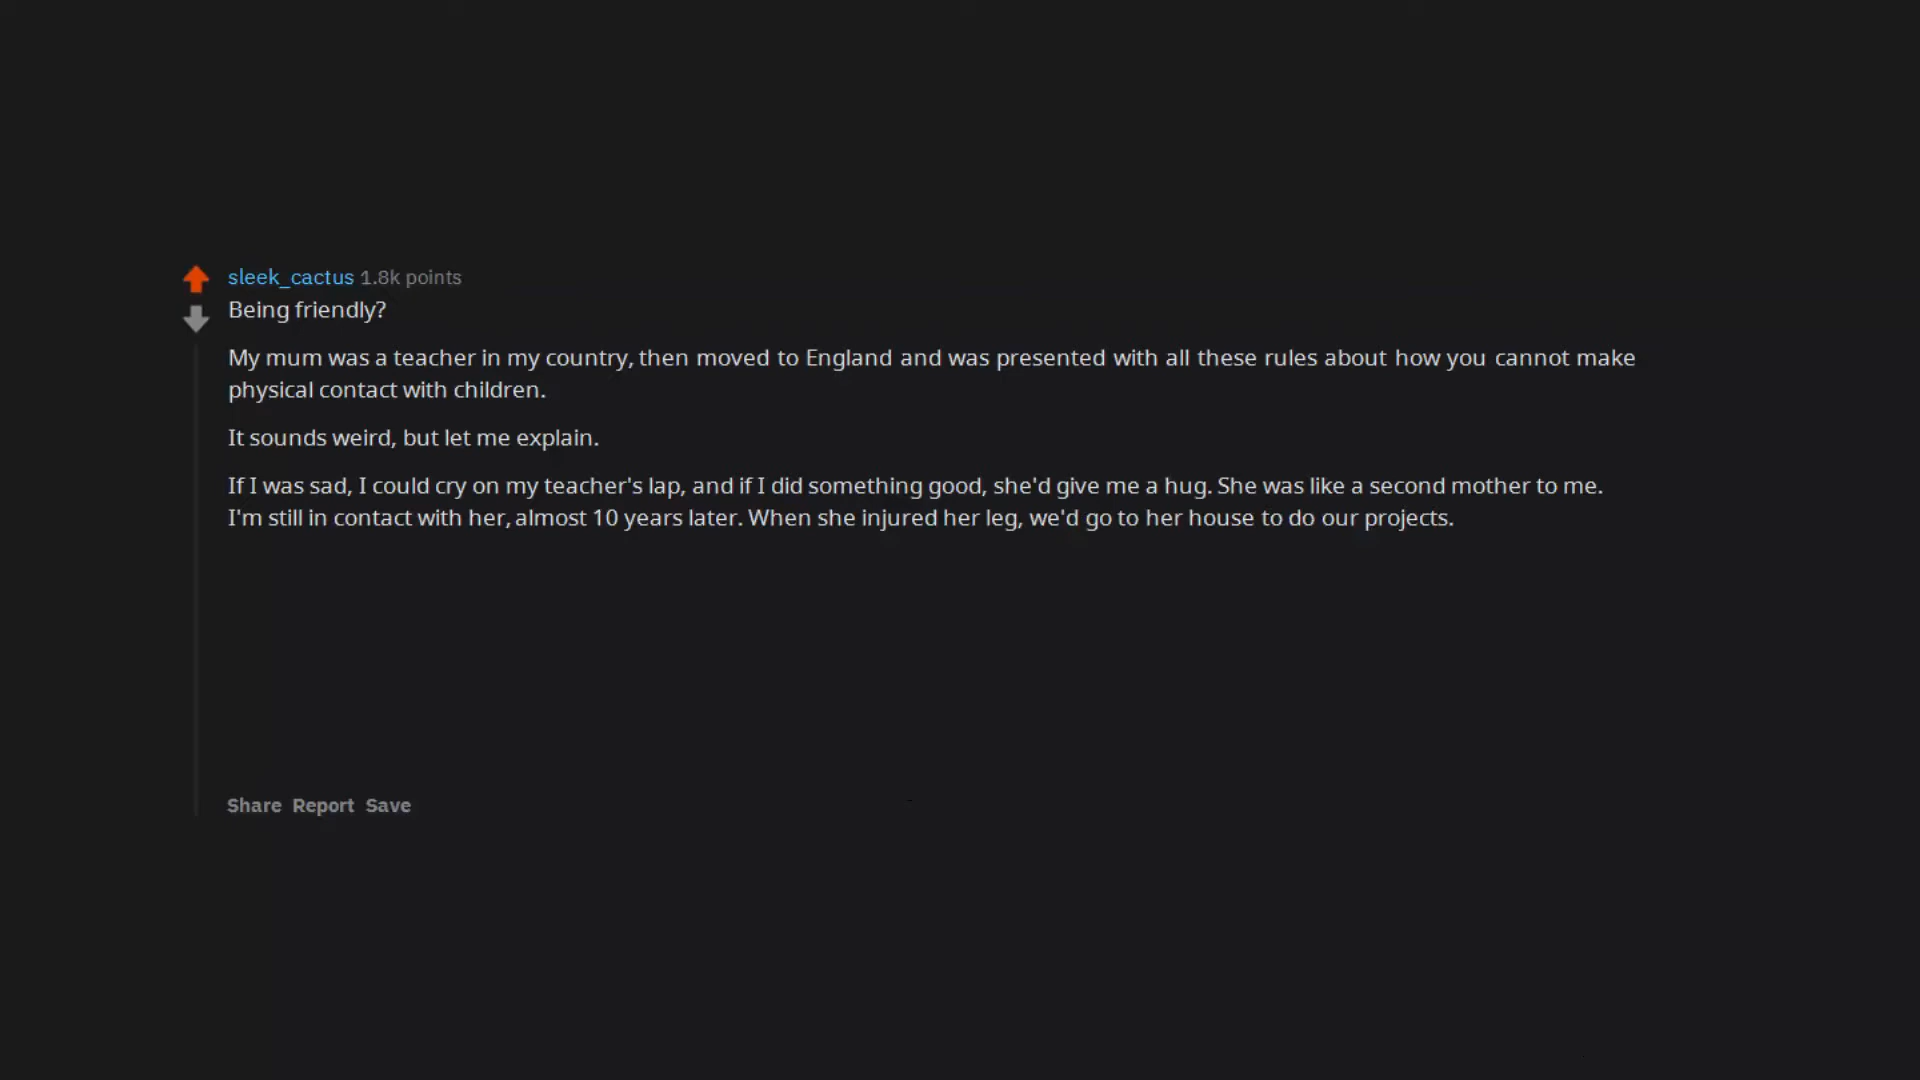 sleek_cactus 1.8k points
Being friendly?
My mum was a teacher in my country, then moved to England and was presented with all these rules about how you cannot make
physical contact with children.
It sounds weird, but let me explain.
If I was sad, I could cry on my teacher's lap, and if I did something good, she'd give me a hug. She was like a second mother to me.
I'm still in contact with her, almost 10 years later. When she injured her leg, we'd go to her house to do our projects.
Share Report Save